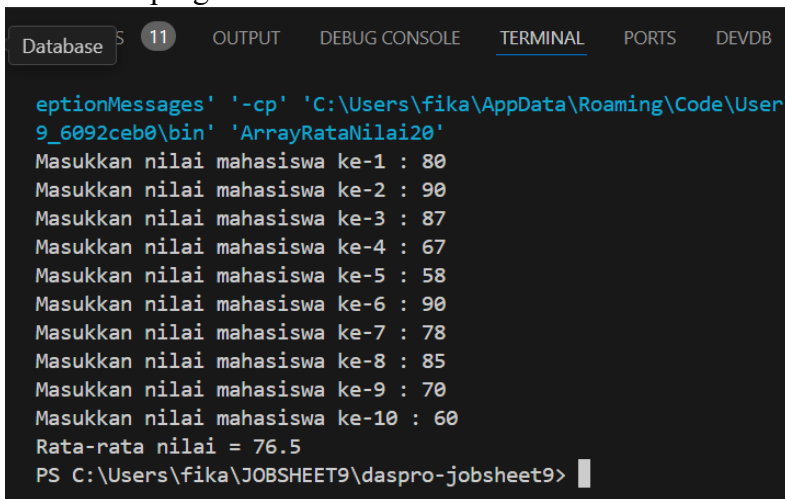 Database S 11 OUTPUT DEBUG CONSOLE TERMINAL PORTS DEVDB
eptionMessages' '-cp' 'C:\Users\fika\AppData\Roaming\Code\User
9_6092ceb0\bin' 'ArrayRataNilai20'
Masukkan nilai mahasiswa ke-1 : 80
Masukkan nilai mahasiswa ke-2 : 90
Masukkan nilai mahasiswa ke-3 : 87
Masukkan nilai mahasiswa ke-4 : 67
Masukkan nilai mahasiswa ke-5 : 58
Masukkan nilai mahasiswa ke-6 : 90
Masukkan nilai mahasiswa ke-7 : 78
Masukkan nilai mahasiswa ke-8 : 85
Masukkan nilai mahasiswa ke-9 : 70
Masukkan nilai mahasiswa ke-10 : 60
Rata-rata nilai = 76.5
PS C:\Users\fika\JOBSHEET9\daspro-jobsheet9>